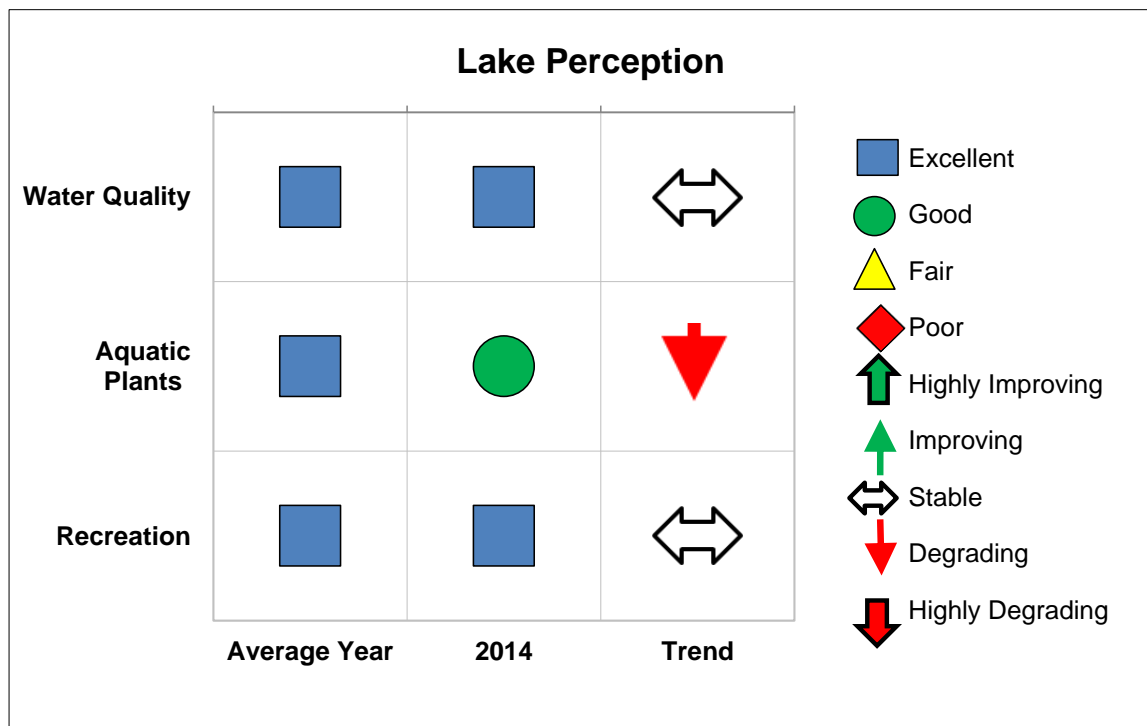 Lake Perception
Water Quality
Aquatic
Plants
Recreation
Average Year
2014
Trend
Excellent
Good
Fair
Poor
Highly Improving
Improving
Stable
Degrading
Highly Degrading